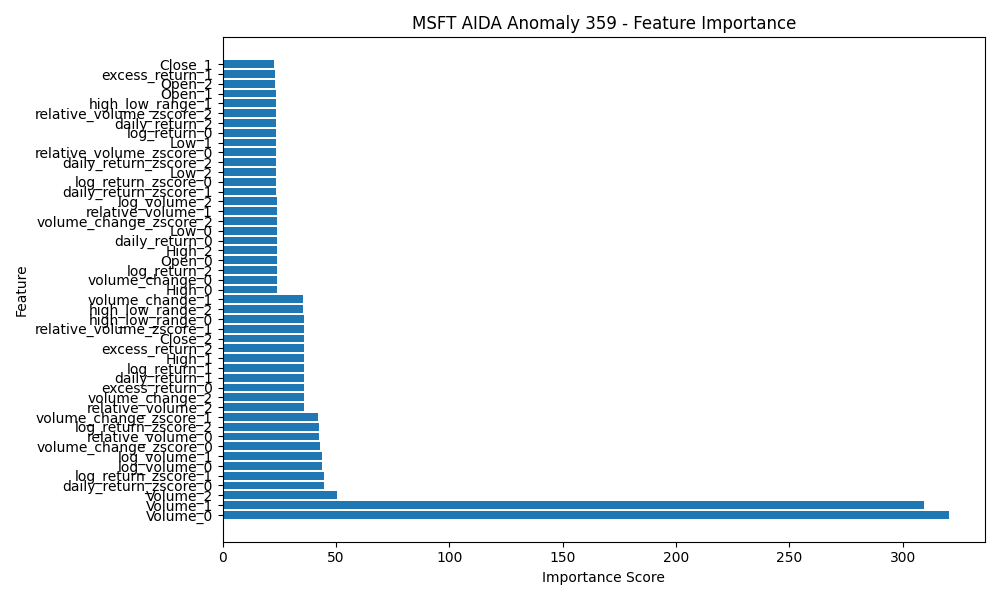 MSFT AIDA Anomaly 359 - Feature Importance
Feature
Close_1
excess_return_1
Open_2
Open_1
high_low_range_1
relative_volume_zscore_2
daily_return_2
log_return_0
Low_1
relative_volume_zscore_0
daily_return_zscore_2
Low_2
log_return_zscore_0
daily_return_zscore_1
log_volume_2
relative_volume_1
volume_change_zscore_2
Low_0
daily_return_0
High_2
Open_0
log_return_2
volume_change_0
High_0
volume_change_1
high_low_range_2
high_low_range_0
relative_volume_zscore_1
Close_2
excess_return_2
High_1
log_return_1
daily_return_1
excess_return_0
volume_change_2
relative_volume_2
volume_change_zscore_1
log_return_zscore_2
relative_volume_0
volume_change_zscore_0
log_volume_1
log_volume_0
log_return_zscore_1
daily_return_zscore_0
Volume_2
Volume_1
Volume_0
0 50 100 150 200 250 300
Importance Score